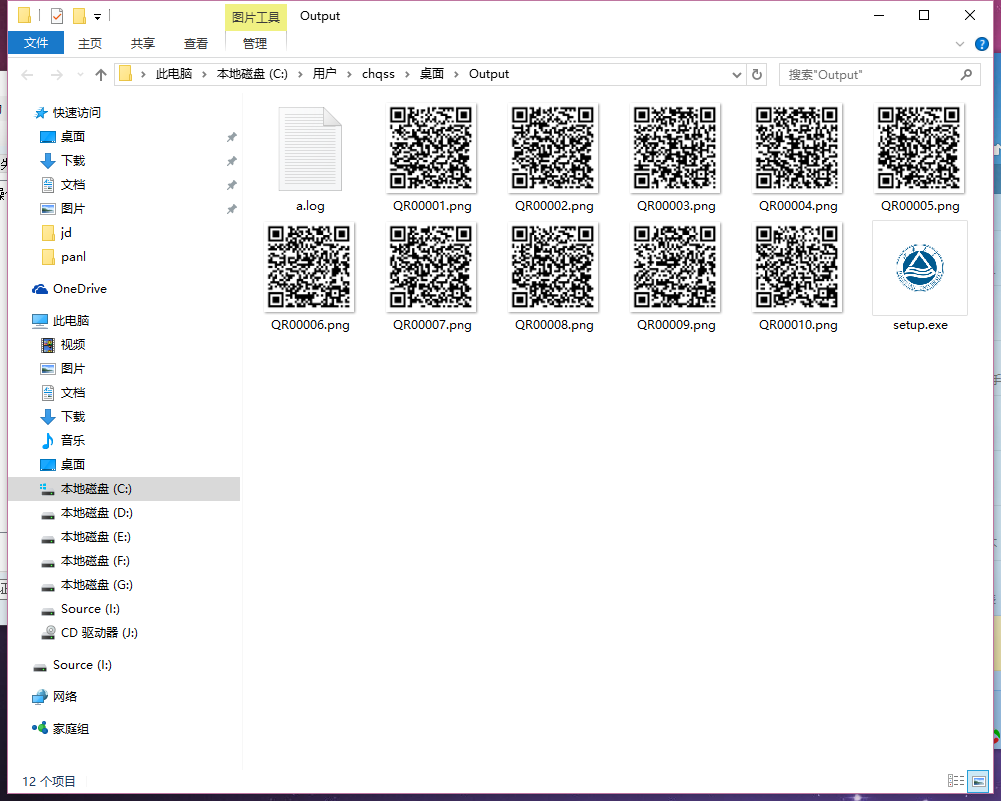 图片工具
Output
文件
主页
共享
查看
管理
此电脑
本地磁盘 (C:)
用户
chqss
桌面
Output
搜索"Output"
快速访问
桌面
下载
文档
图片
jd
panl
OneDrive
此电脑
视频
图片
文档
下载
音乐
桌面
本地磁盘 (C:)
本地磁盘 (D:)
本地磁盘 (E:)
本地磁盘 (F:)
本地磁盘 (G:)
Source (I:)
CD 驱动器 (J:)
Source (I:)
网络
家庭组
a.log
QR00001.png
QR00002.png
QR00003.png
QR00004.png
QR00005.png
QR00006.png
QR00007.png
QR00008.png
QR00009.png
QR00010.png
setup.exe
12 个项目